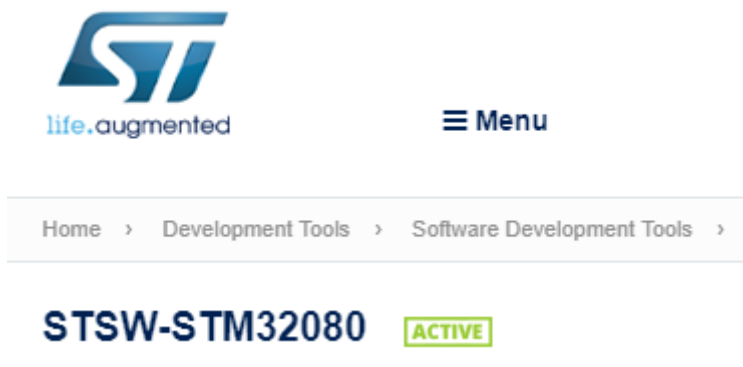 ST
life.augmented
☰ Menu
Home › Development Tools › Software Development Tools ›
STSW-STM32080 ACTIVE